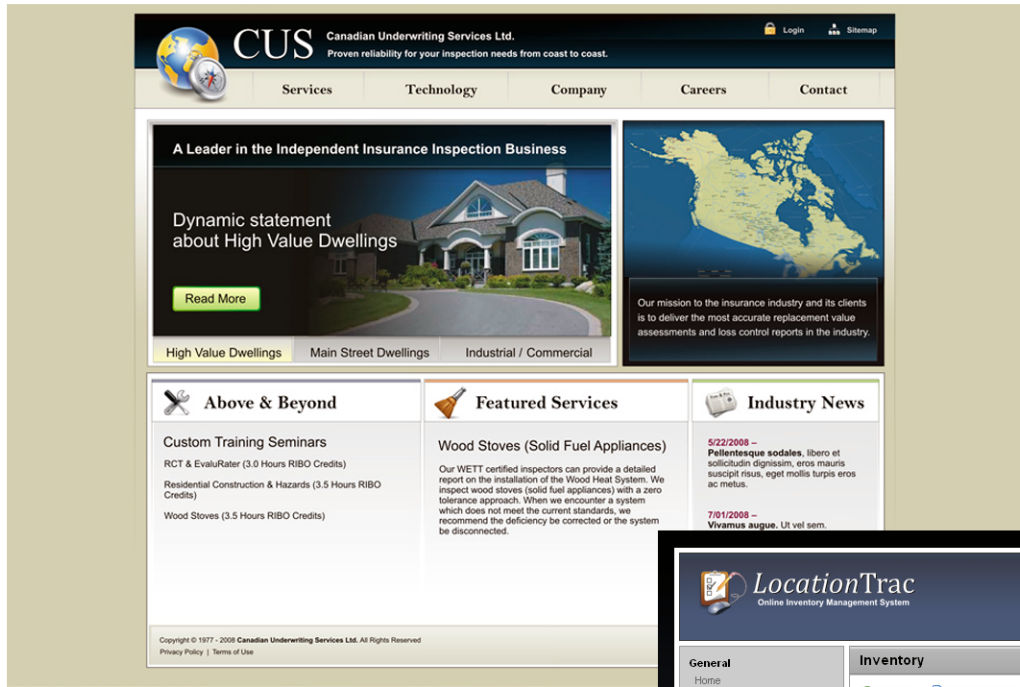 CUS
Canadian Underwriting Services Ltd.
Proven reliability for your inspection needs from coast to coast.
Login
Sitemap
Services
Technology
Company
Careers
Contact
A Leader in the Independent Insurance Inspection Business
Dynamic statement
about High Value Dwellings
Read More
High Value Dwellings
Main Street Dwellings
Industrial / Commercial
Our mission to the insurance industry and its clients
is to deliver the most accurate replacement value
assessments and loss control reports in the industry.
Above & Beyond
Custom Training Seminars
RCT & EvaluRater (3.0 Hours RIBO Credits)
Residential Construction & Hazards (3.5 Hours RIBO
Credits)
Wood Stoves (3.5 Hours RIBO Credits)
Featured Services
Wood Stoves (Solid Fuel Appliances)
Our WETT certified inspectors can provide a detailed
report on the installation of the Wood Heat System. We
inspect wood stoves (solid fuel appliances) with a zero
tolerance approach. When we encounter a system
which does not meet the current standards, we
recommend the deficiency be corrected or the system
be disconnected.
Industry News
5/22/2008 –
Pellentesque sodales, libero et
sollicitudin dignissim, eros mauris
suscipit risus, eget mollis turpis eros
ac metus.
7/01/2008 –
Vivamus augue. Ut vel sem.
Copyright © 1977 - 2008 Canadian Underwriting Services Ltd. All Rights Reserved
Privacy Policy | Terms of Use
LocationTrac
Online Inventory Management System
General
Home
Inventory